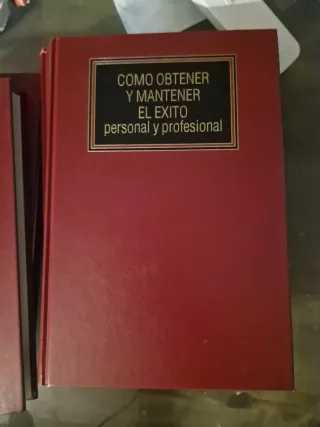 COMO OBTENER
Y MANTENER
EL EXITO
personal y profesional